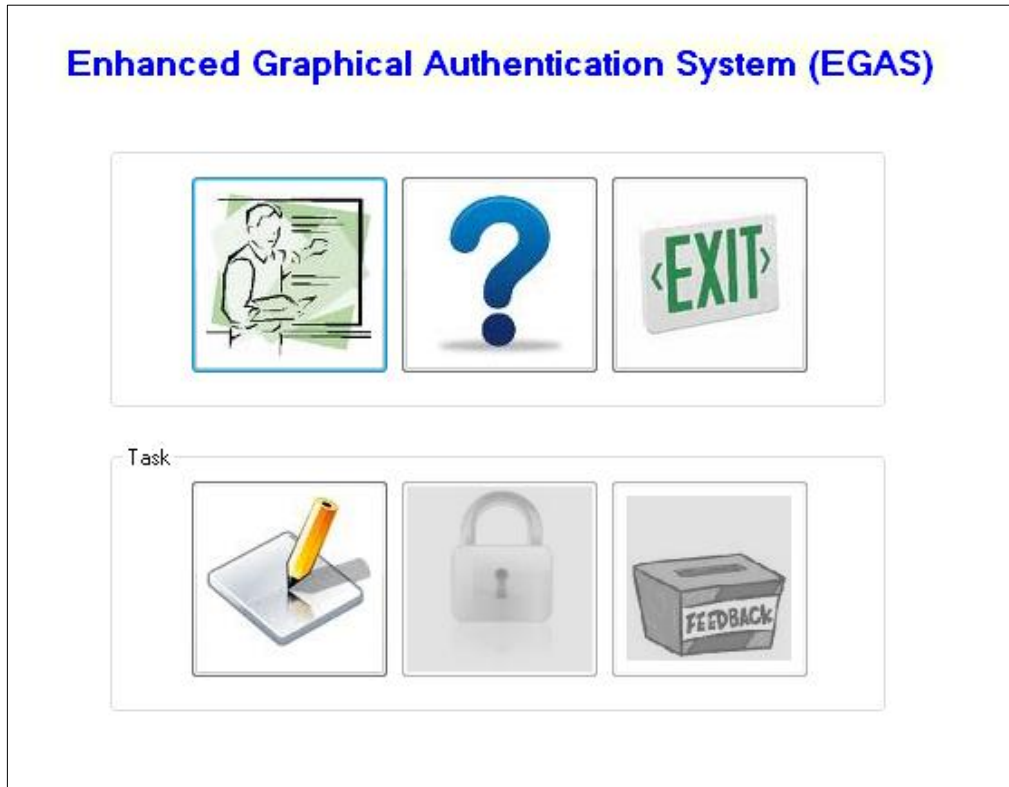 Enhanced Graphical Authentication System (EGAS)
‹EXIT›
Task
FEEDBACK